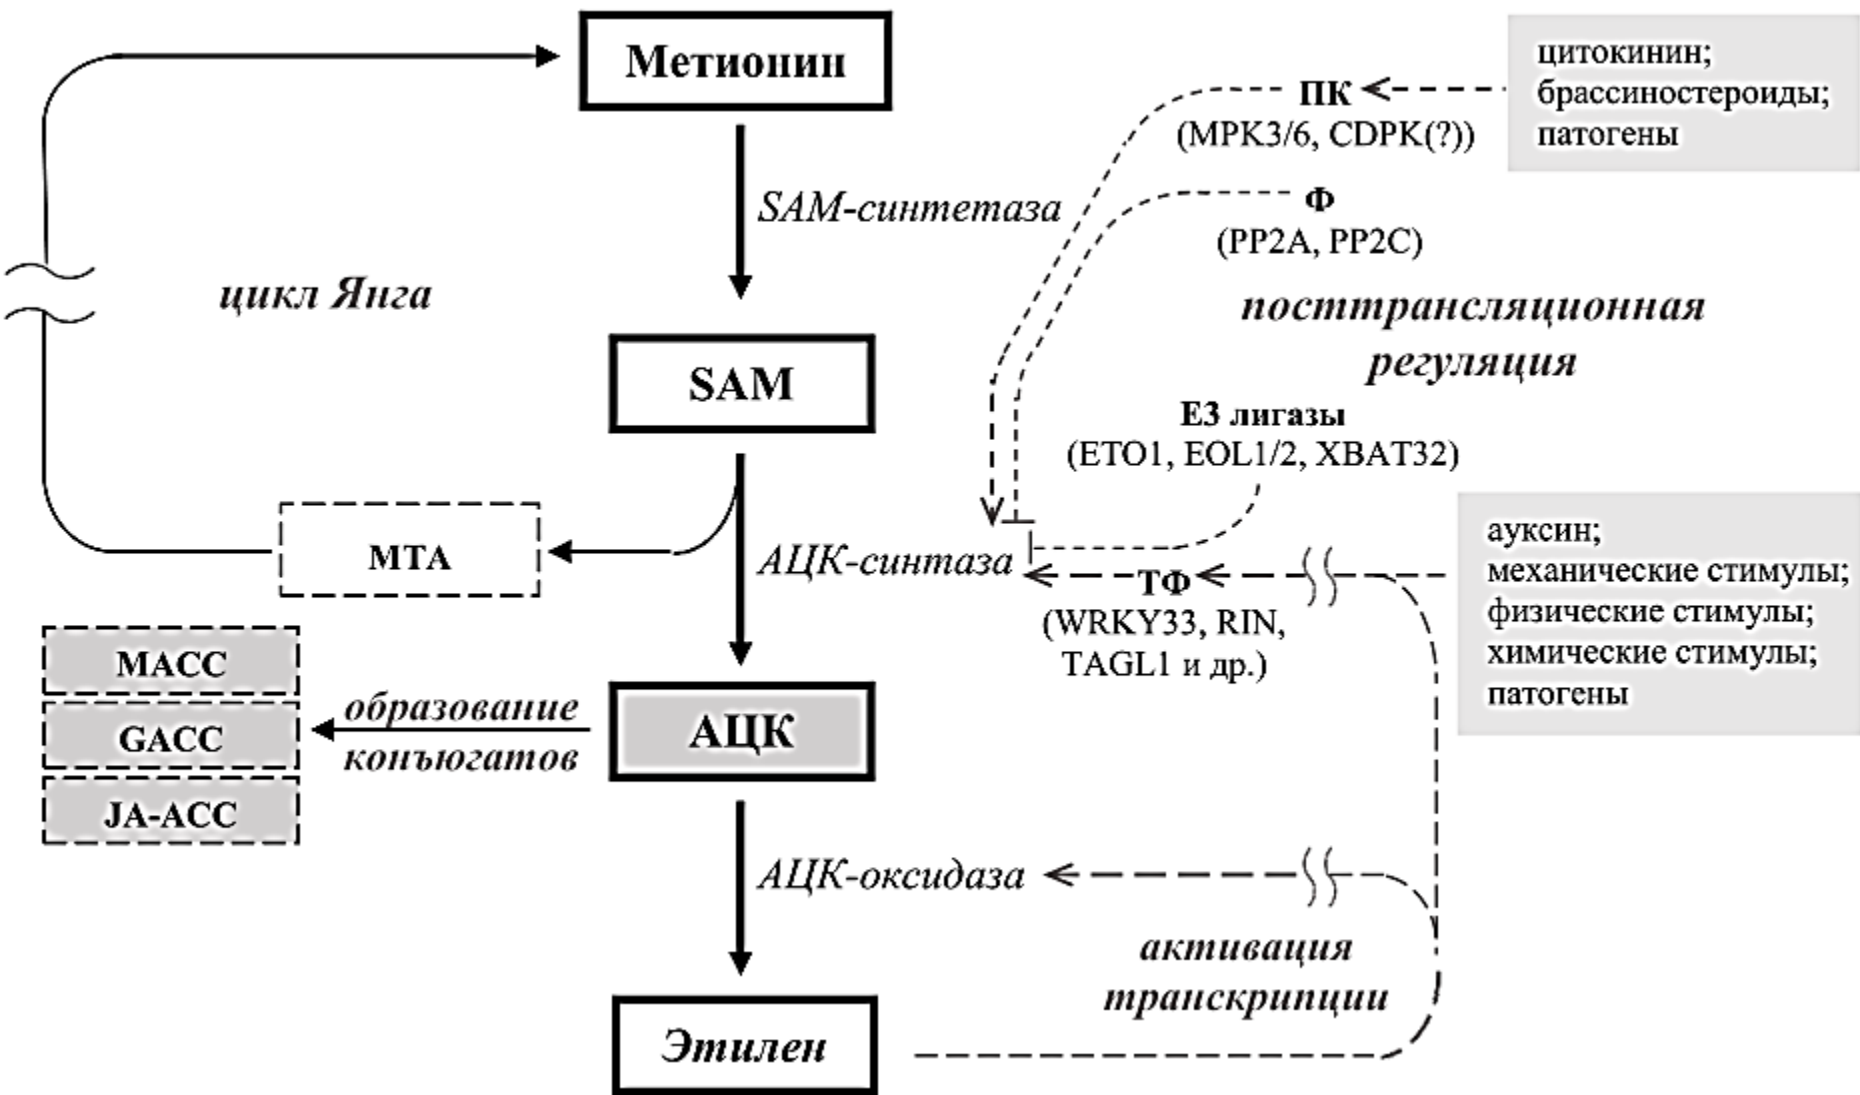 Метионин
цитокинин;
брассиностероиды;
патогены
ПК
(MPK3/6, CDPK(?))
SAM-синтетаза
Ф
(PP2A, PP2C)
цикл Янга
посттрансляционная
регуляция
SAM
E3 лигазы
(ETO1, EOL1/2, XBAT32)
МТА
АЦК-синтаза
ТФ
(WRKY33, RIN,
TAGL1 и др.)
ауксин;
механические стимулы;
физические стимулы;
химические стимулы;
патогены
MACC
GACC
JA-ACC
образование
конъюгатов
АЦК
АЦК-оксидаза
активация
транскрипции
Этилен